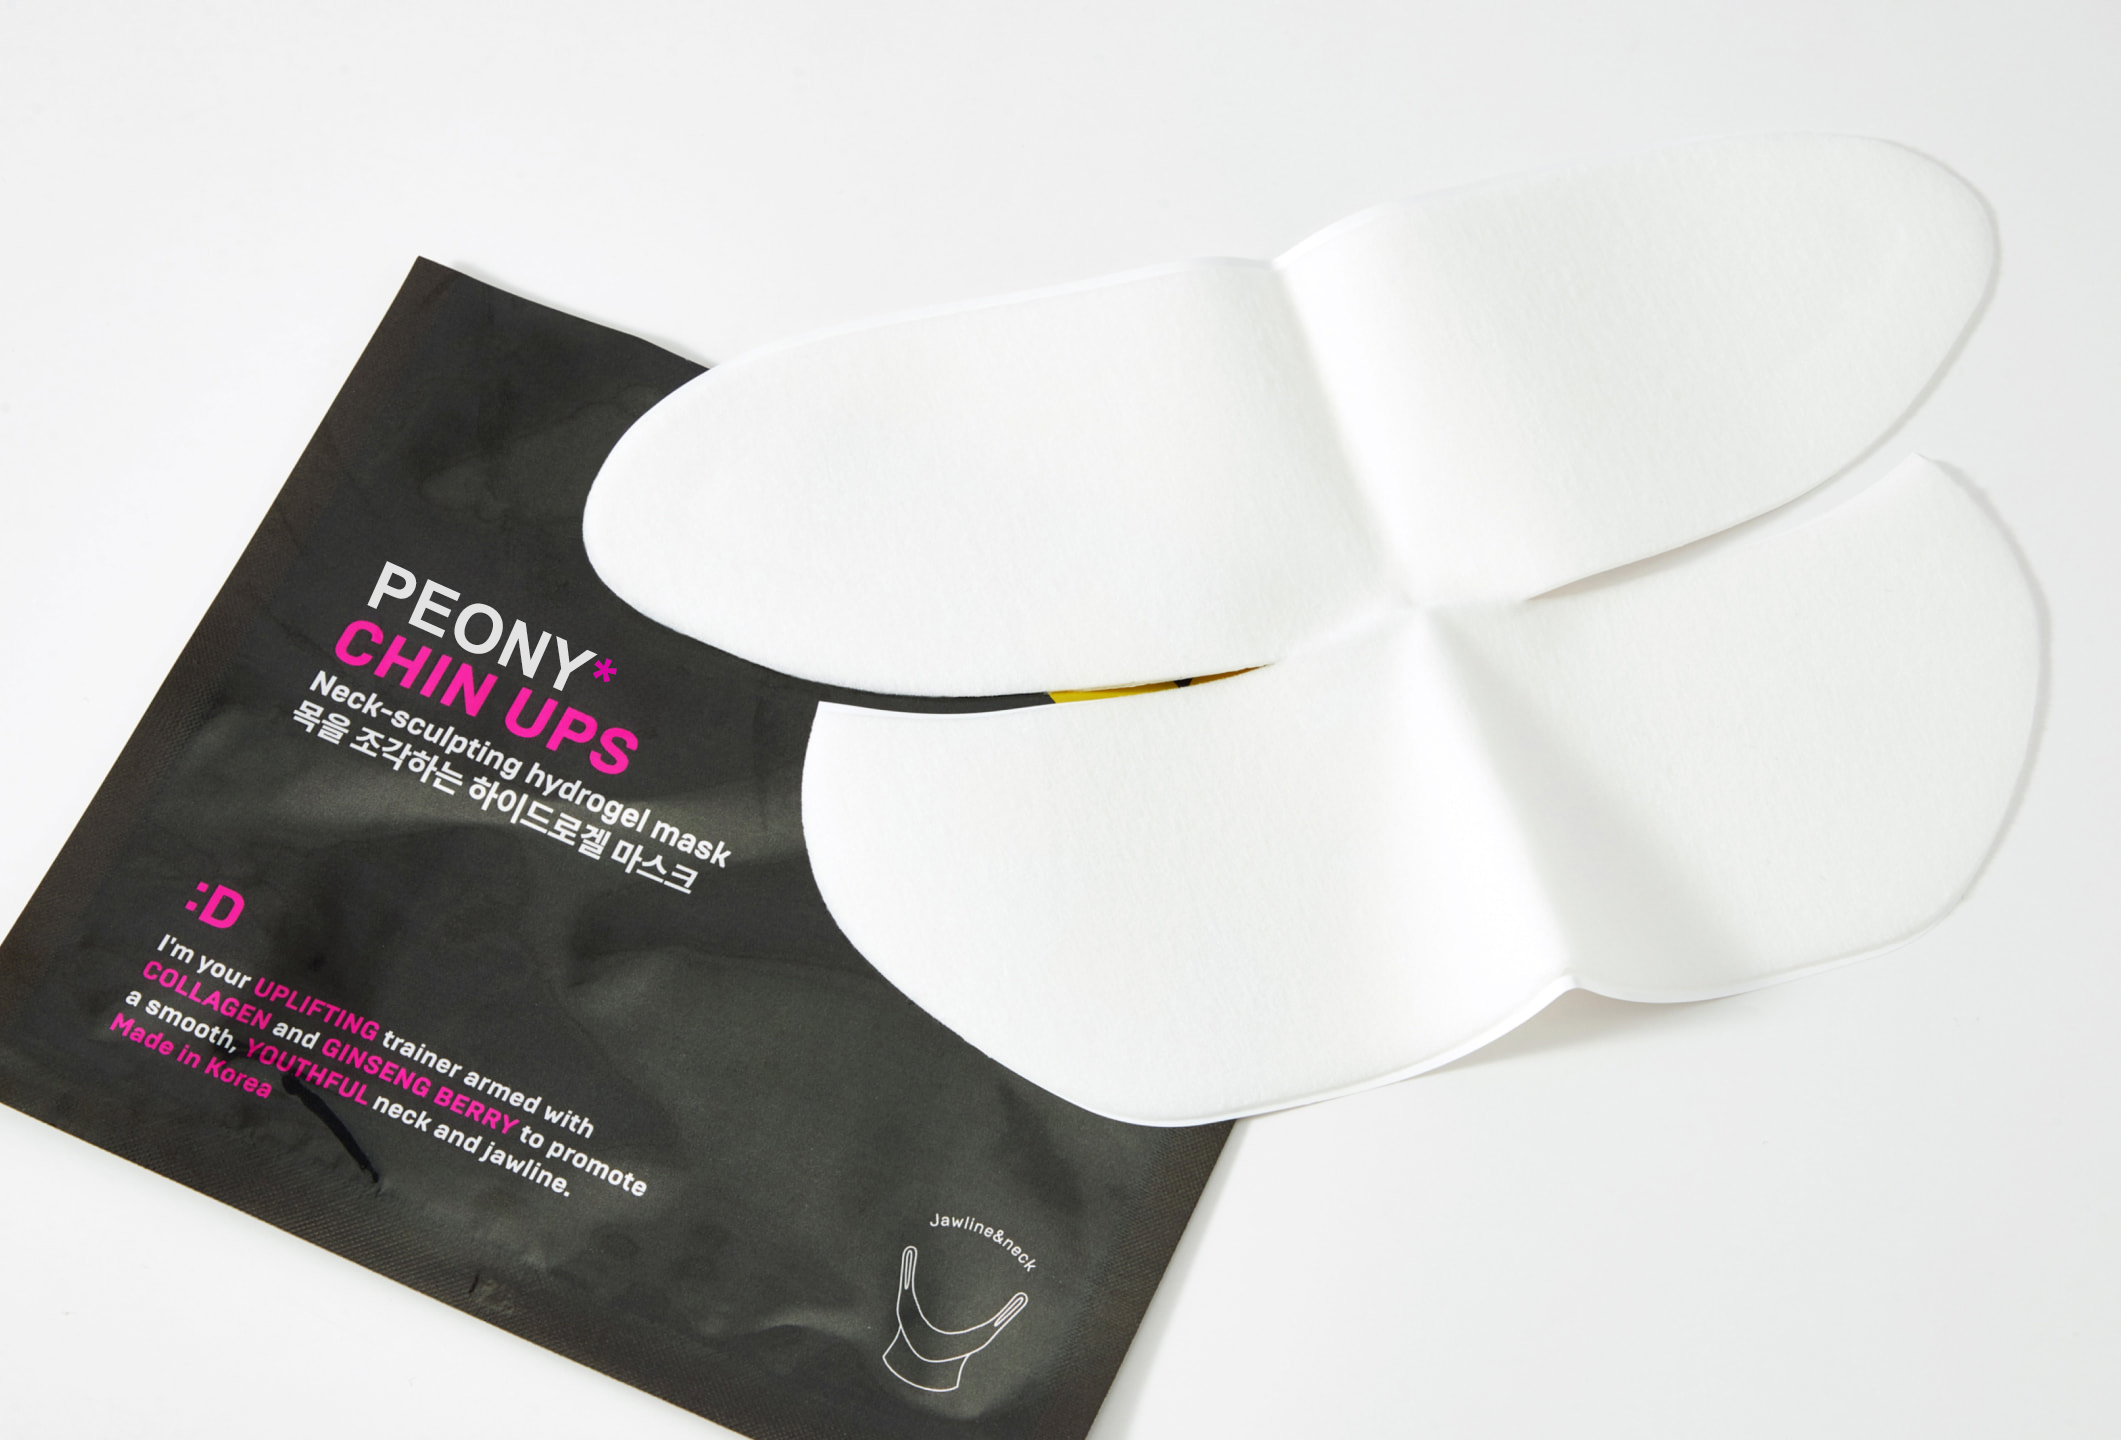 PEONY*
CHIN UPS
Neck-sculpting hydrogel mask
목을 조각하는 하이드로겔 마스크
:D
I'm your UPLIFTING trainer armed with
COLLAGEN and GINSENG BERRY to promote
a smooth, YOUTHFUL neck and jawline.
Made in Korea
Jawline&neck